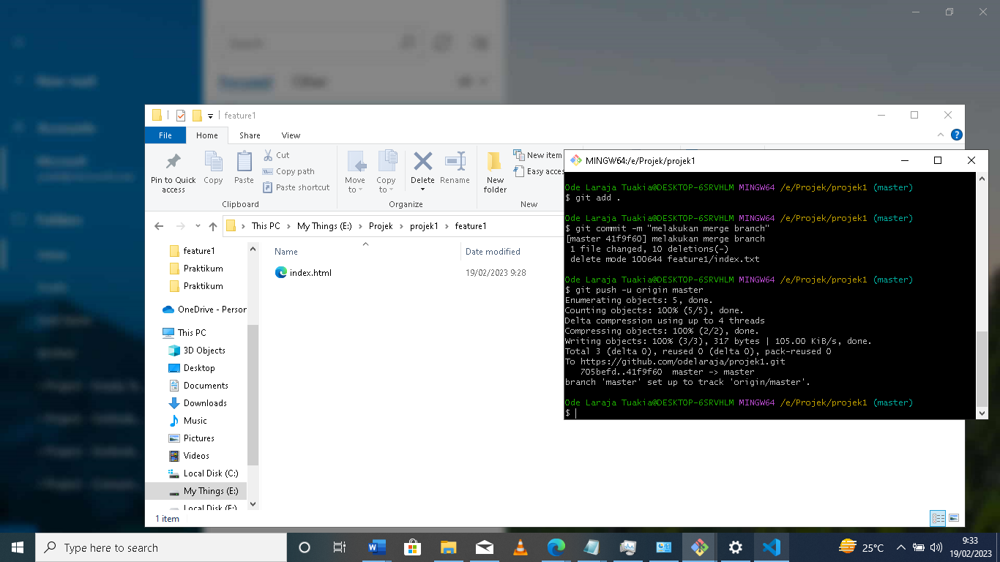 feature1
File
Home
Share
View
Pin to Quick access
Copy
Paste
Cut
Copy path
Paste shortcut
Move to
Copy to
Delete
Rename
New folder
New item
Easy acces
Clipboard
Organize
New
This PC
My Things (E:)
Projek
projek1
feature1
feature1
Praktikum
Praktikum
OneDrive - Person
This PC
3D Objects
Desktop
Documents
Downloads
Music
Pictures
Videos
Local Disk (C:)
My Things (E:)
Local Disk (F:)
Name
Date modified
index.html
19/02/2023 9:28
1 item
MINGW64:/e/Projek/projek1
Ode Laraja Tuakia@DESKTOP-6SRVHLM MINGW64 /e/Projek/projek1 (master)
$ git add .
Ode Laraja Tuakia@DESKTOP-6SRVHLM MINGW64 /e/Projek/projek1 (master)
$ git commit -m "melakukan merge branch"
[master 41f9f60] melakukan merge branch
1 file changed, 10 deletions(-)
delete mode 100644 feature1/index.txt
Ode Laraja Tuakia@DESKTOP-6SRVHLM MINGW64 /e/Projek/projek1 (master)
$ git push -u origin master
Enumerating objects: 5, done.
Counting objects: 100% (5/5), done.
Delta compression using up to 4 threads
Compressing objects: 100% (2/2), done.
Writing objects: 100% (3/3), 317 bytes | 105.00 KiB/s, done.
Total 3 (delta 0), reused 0 (delta 0), pack-reused 0
To https://github.com/odelaraja/projek1.git
705befd..41f9f60  master -> master
branch 'master' set up to track 'origin/master'.
Ode Laraja Tuakia@DESKTOP-6SRVHLM MINGW64 /e/Projek/projek1 (master)
$
Type here to search
25°C
9:33
19/02/2023